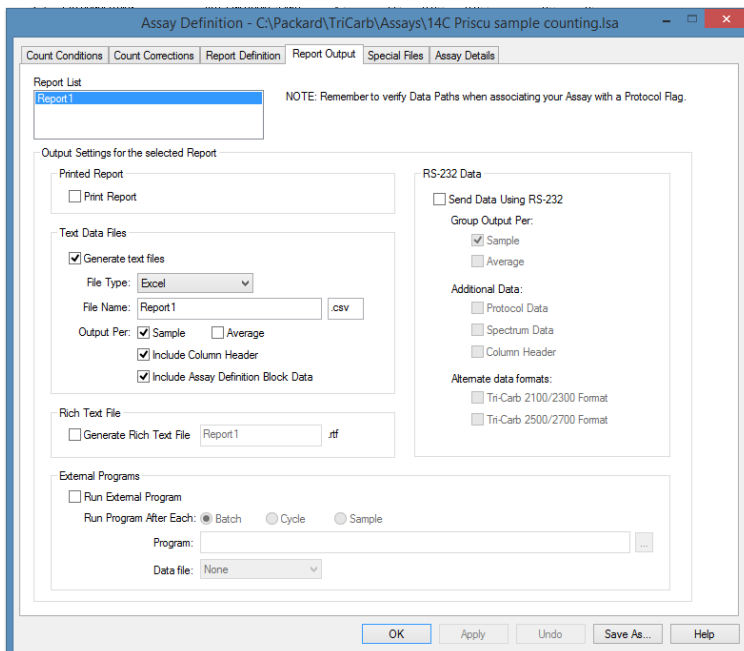 Assay Definition - C:\Packard\TriCarb\Assays\14C Priscu sample counting.lsa
Count Conditions Count Corrections Report Definition Report Output Special Files Assay Details
Report List
Report1
NOTE: Remember to verify Data Paths when associating your Assay with a Protocol Flag.
Output Settings for the selected Report
Printed Report
Print Report
Text Data Files
Generate text files
File Type: Excel
File Name: Report1 .csv
Output Per: Sample Average
Include Column Header
Include Assay Definition Block Data
Rich Text File
Generate Rich Text File Report1 .rtf
RS-232 Data
Send Data Using RS-232
Group Output Per:
Sample
Average
Additional Data:
Protocol Data
Spectrum Data
Column Header
Alternate data formats:
Tri-Carb 2100/2300 Format
Tri-Carb 2500/2700 Format
External Programs
Run External Program
Run Program After Each: Batch Cycle Sample
Program: ...
Data file: None
OK Apply Undo Save As... Help